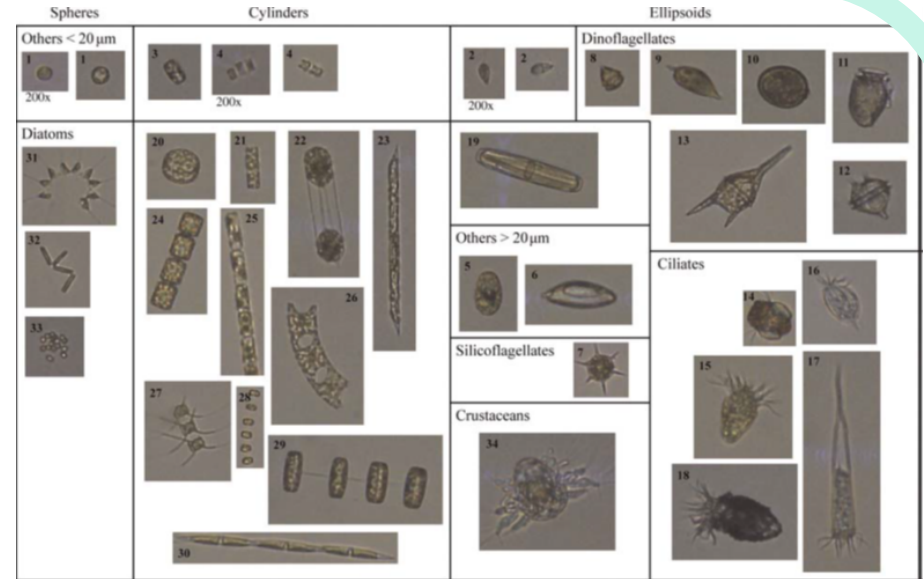 Spheres
Cylinders
Ellipsoids
Others < 20 μm
1
1
200x
3
4
4
200x
2
2
200x
Dinoflagellates
8
9
10
11
13
12
Diatoms
31
32
33
20
21
22
23
24
25
26
27
28
29
30
19
Others > 20 μm
5
6
Silicoflagellates
7
Crustaceans
34
Ciliates
14
16
15
17
18